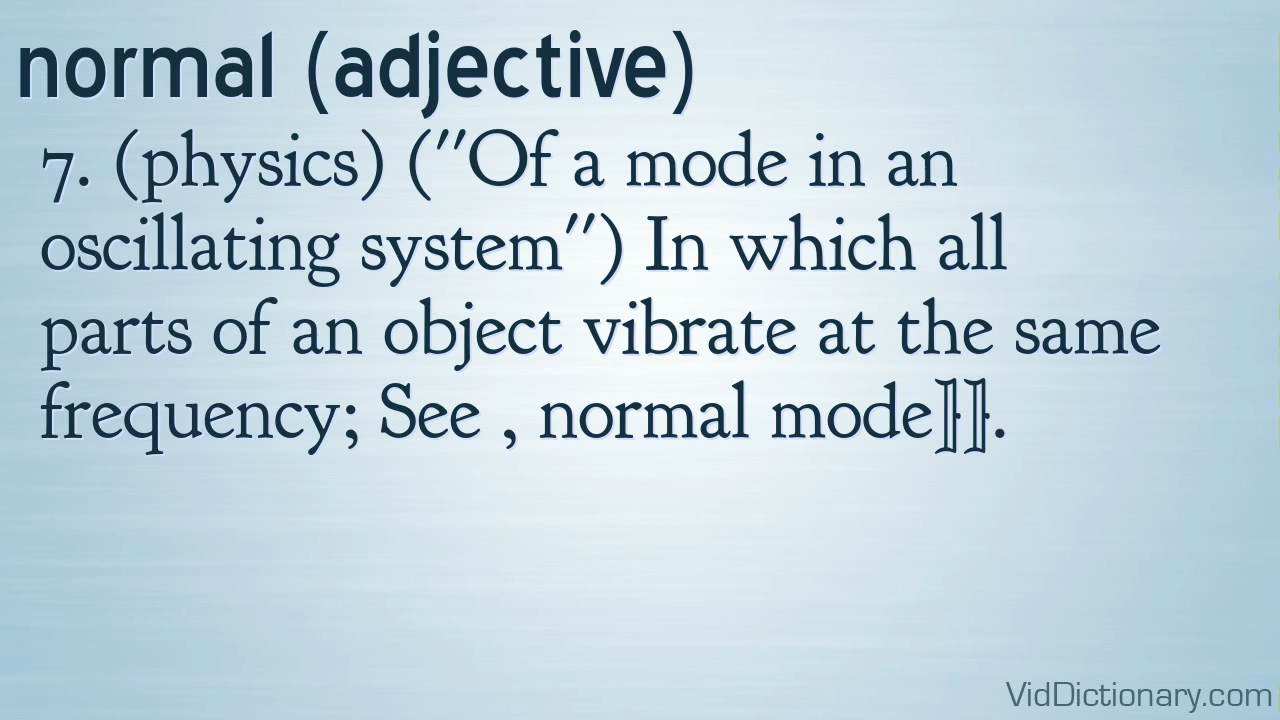 normal (adjective)
7. (physics) (″Of a mode in an
oscillating system″) In which all
parts of an object vibrate at the same
frequency; See , normal mode}}.
VidDictionary.com